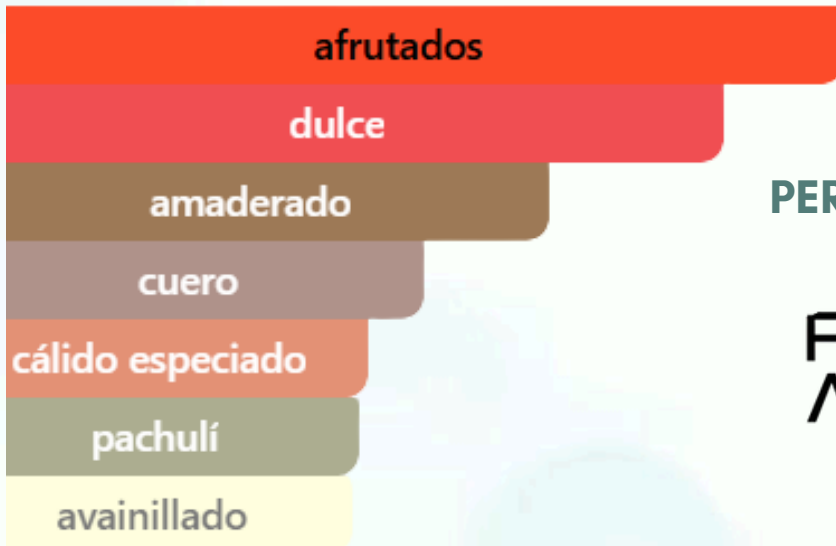 afrutados
dulce
amaderado
cuero
cálido especiado
pachulí
avainillado